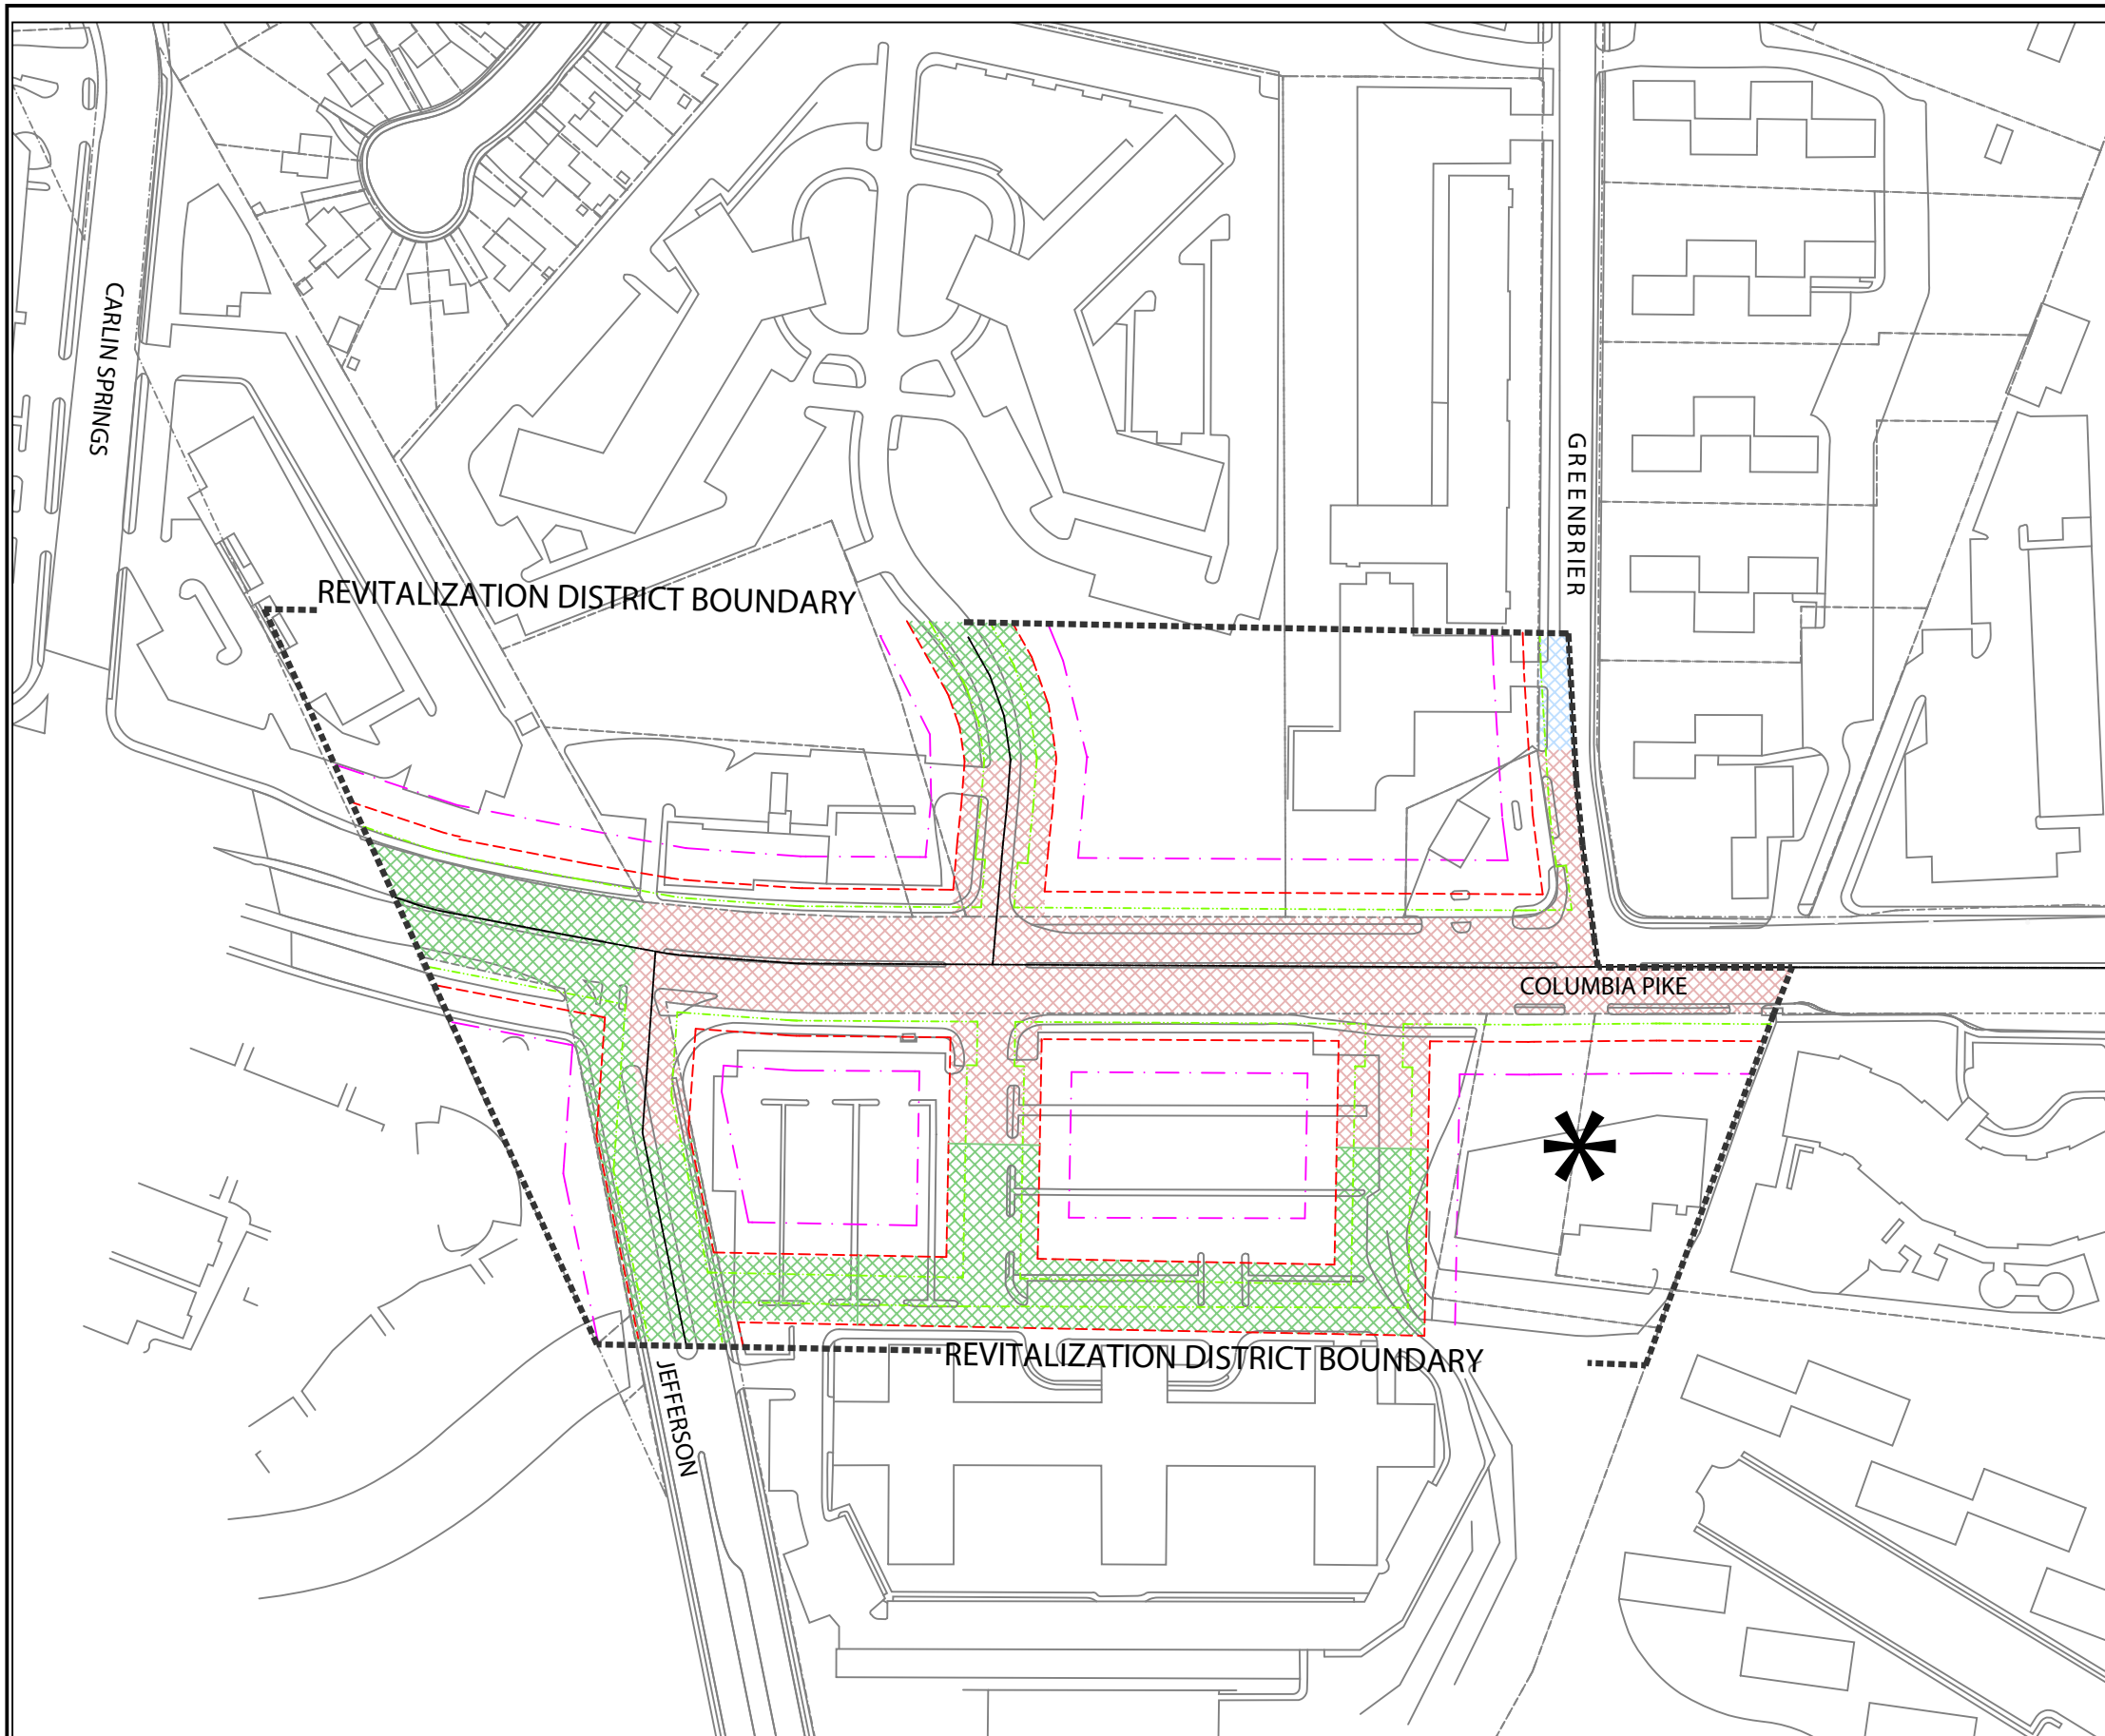 CARLIN SPRINGS
GREENBRIER
REVITALIZATION DISTRICT BOUNDARY
COLUMBIA PIKE
*
REVITALIZATION DISTRICT BOUNDARY
JEFFERSON